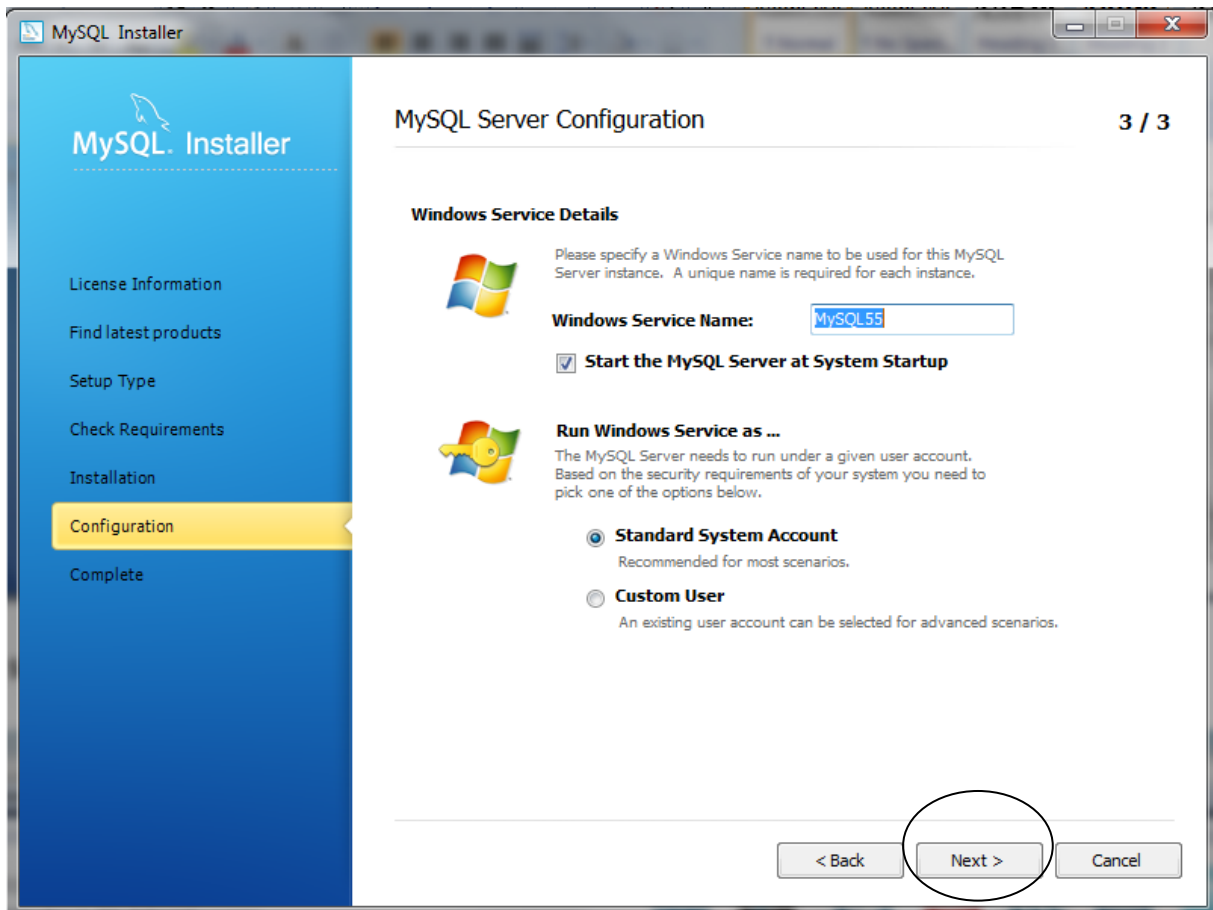 MySQL Installer
MySQL. Installer
License Information
Find latest products
Setup Type
Check Requirements
Installation
Configuration
Complete
MySQL Server Configuration
3 / 3
Windows Service Details
Please specify a Windows Service name to be used for this MySQL
Server instance. A unique name is required for each instance.
Windows Service Name:
MySQL55
Start the MySQL Server at System Startup
Run Windows Service as ...
The MySQL Server needs to run under a given user account.
Based on the security requirements of your system you need to
pick one of the options below.
Standard System Account
Recommended for most scenarios.
Custom User
An existing user account can be selected for advanced scenarios.
< Back
Next >
Cancel